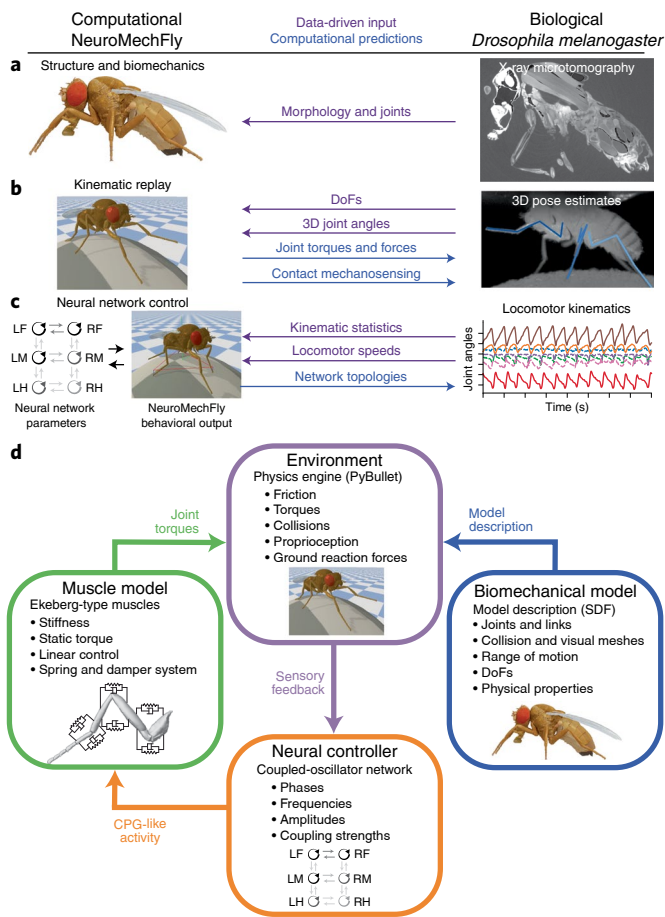 Computational
NeuroMechFly
Data-driven input
Computational predictions
Biological
Drosophila melanogaster
a
Structure and biomechanics
Morphology and joints
X-ray microtomography
b
Kinematic replay
DoFs
3D joint angles
Joint torques and forces
Contact mechanosensing
3D pose estimates
c
Neural network control
LF RF
LM RM
LH RH
Neural network
parameters
NeuroMechFly
behavioral output
Kinematic statistics
Locomotor speeds
Network topologies
Locomotor kinematics
Joint angles
Time (s)
d
Environment
Physics engine (PyBullet)
• Friction
• Torques
• Collisions
• Proprioception
• Ground reaction forces
Joint
torques
Model
description
Muscle model
Ekeberg-type muscles
• Stiffness
• Static torque
• Linear control
• Spring and damper system
Biomechanical model
Model description (SDF)
• Joints and links
• Collision and visual meshes
• Range of motion
• DoFs
• Physical properties
Sensory
feedback
Neural controller
Coupled-oscillator network
• Phases
• Frequencies
• Amplitudes
• Coupling strengths
LF RF
LM RM
LH RH
CPG-like
activity